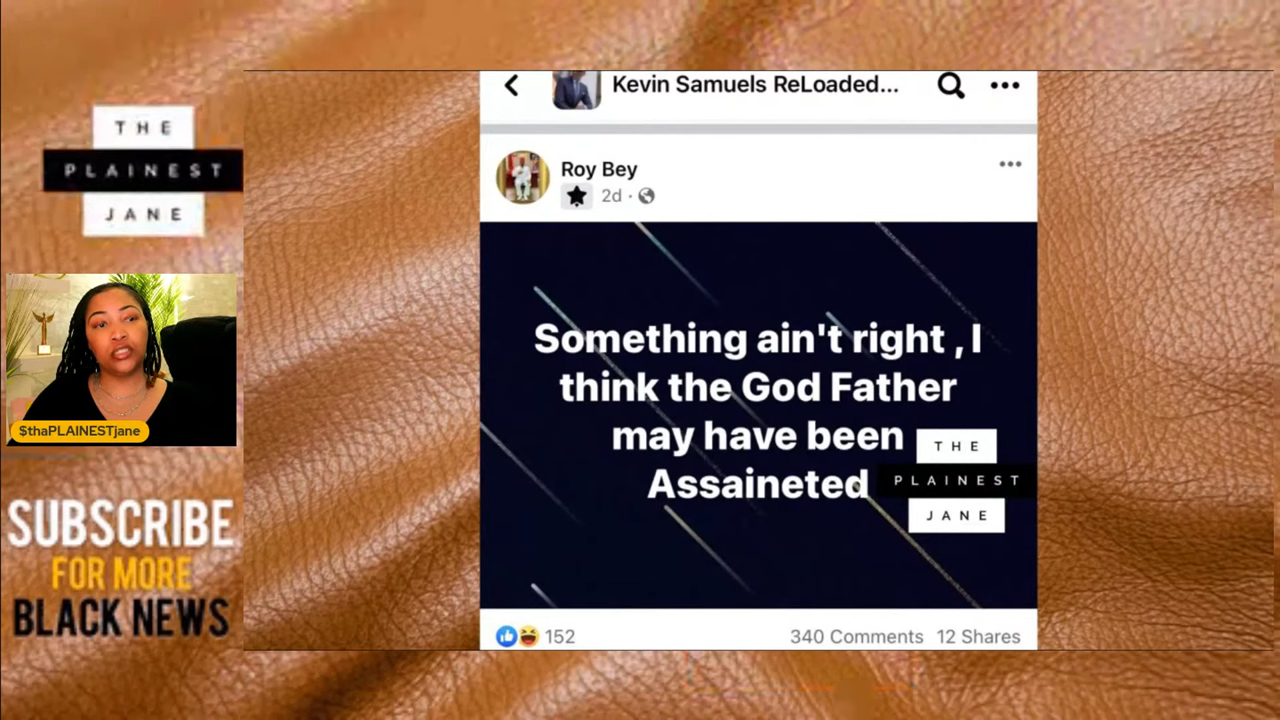 THE
PLAINEST
JANE
$thaPLAINESTjane
SUBSCRIBE
FOR MORE
BLACK NEWS
Kevin Samuels ReLoaded...
Roy Bey
2d
Something ain't right , I
think the God Father
may have been
Assaineted
THE
PLAINEST
JANE
152
340 Comments 12 Shares